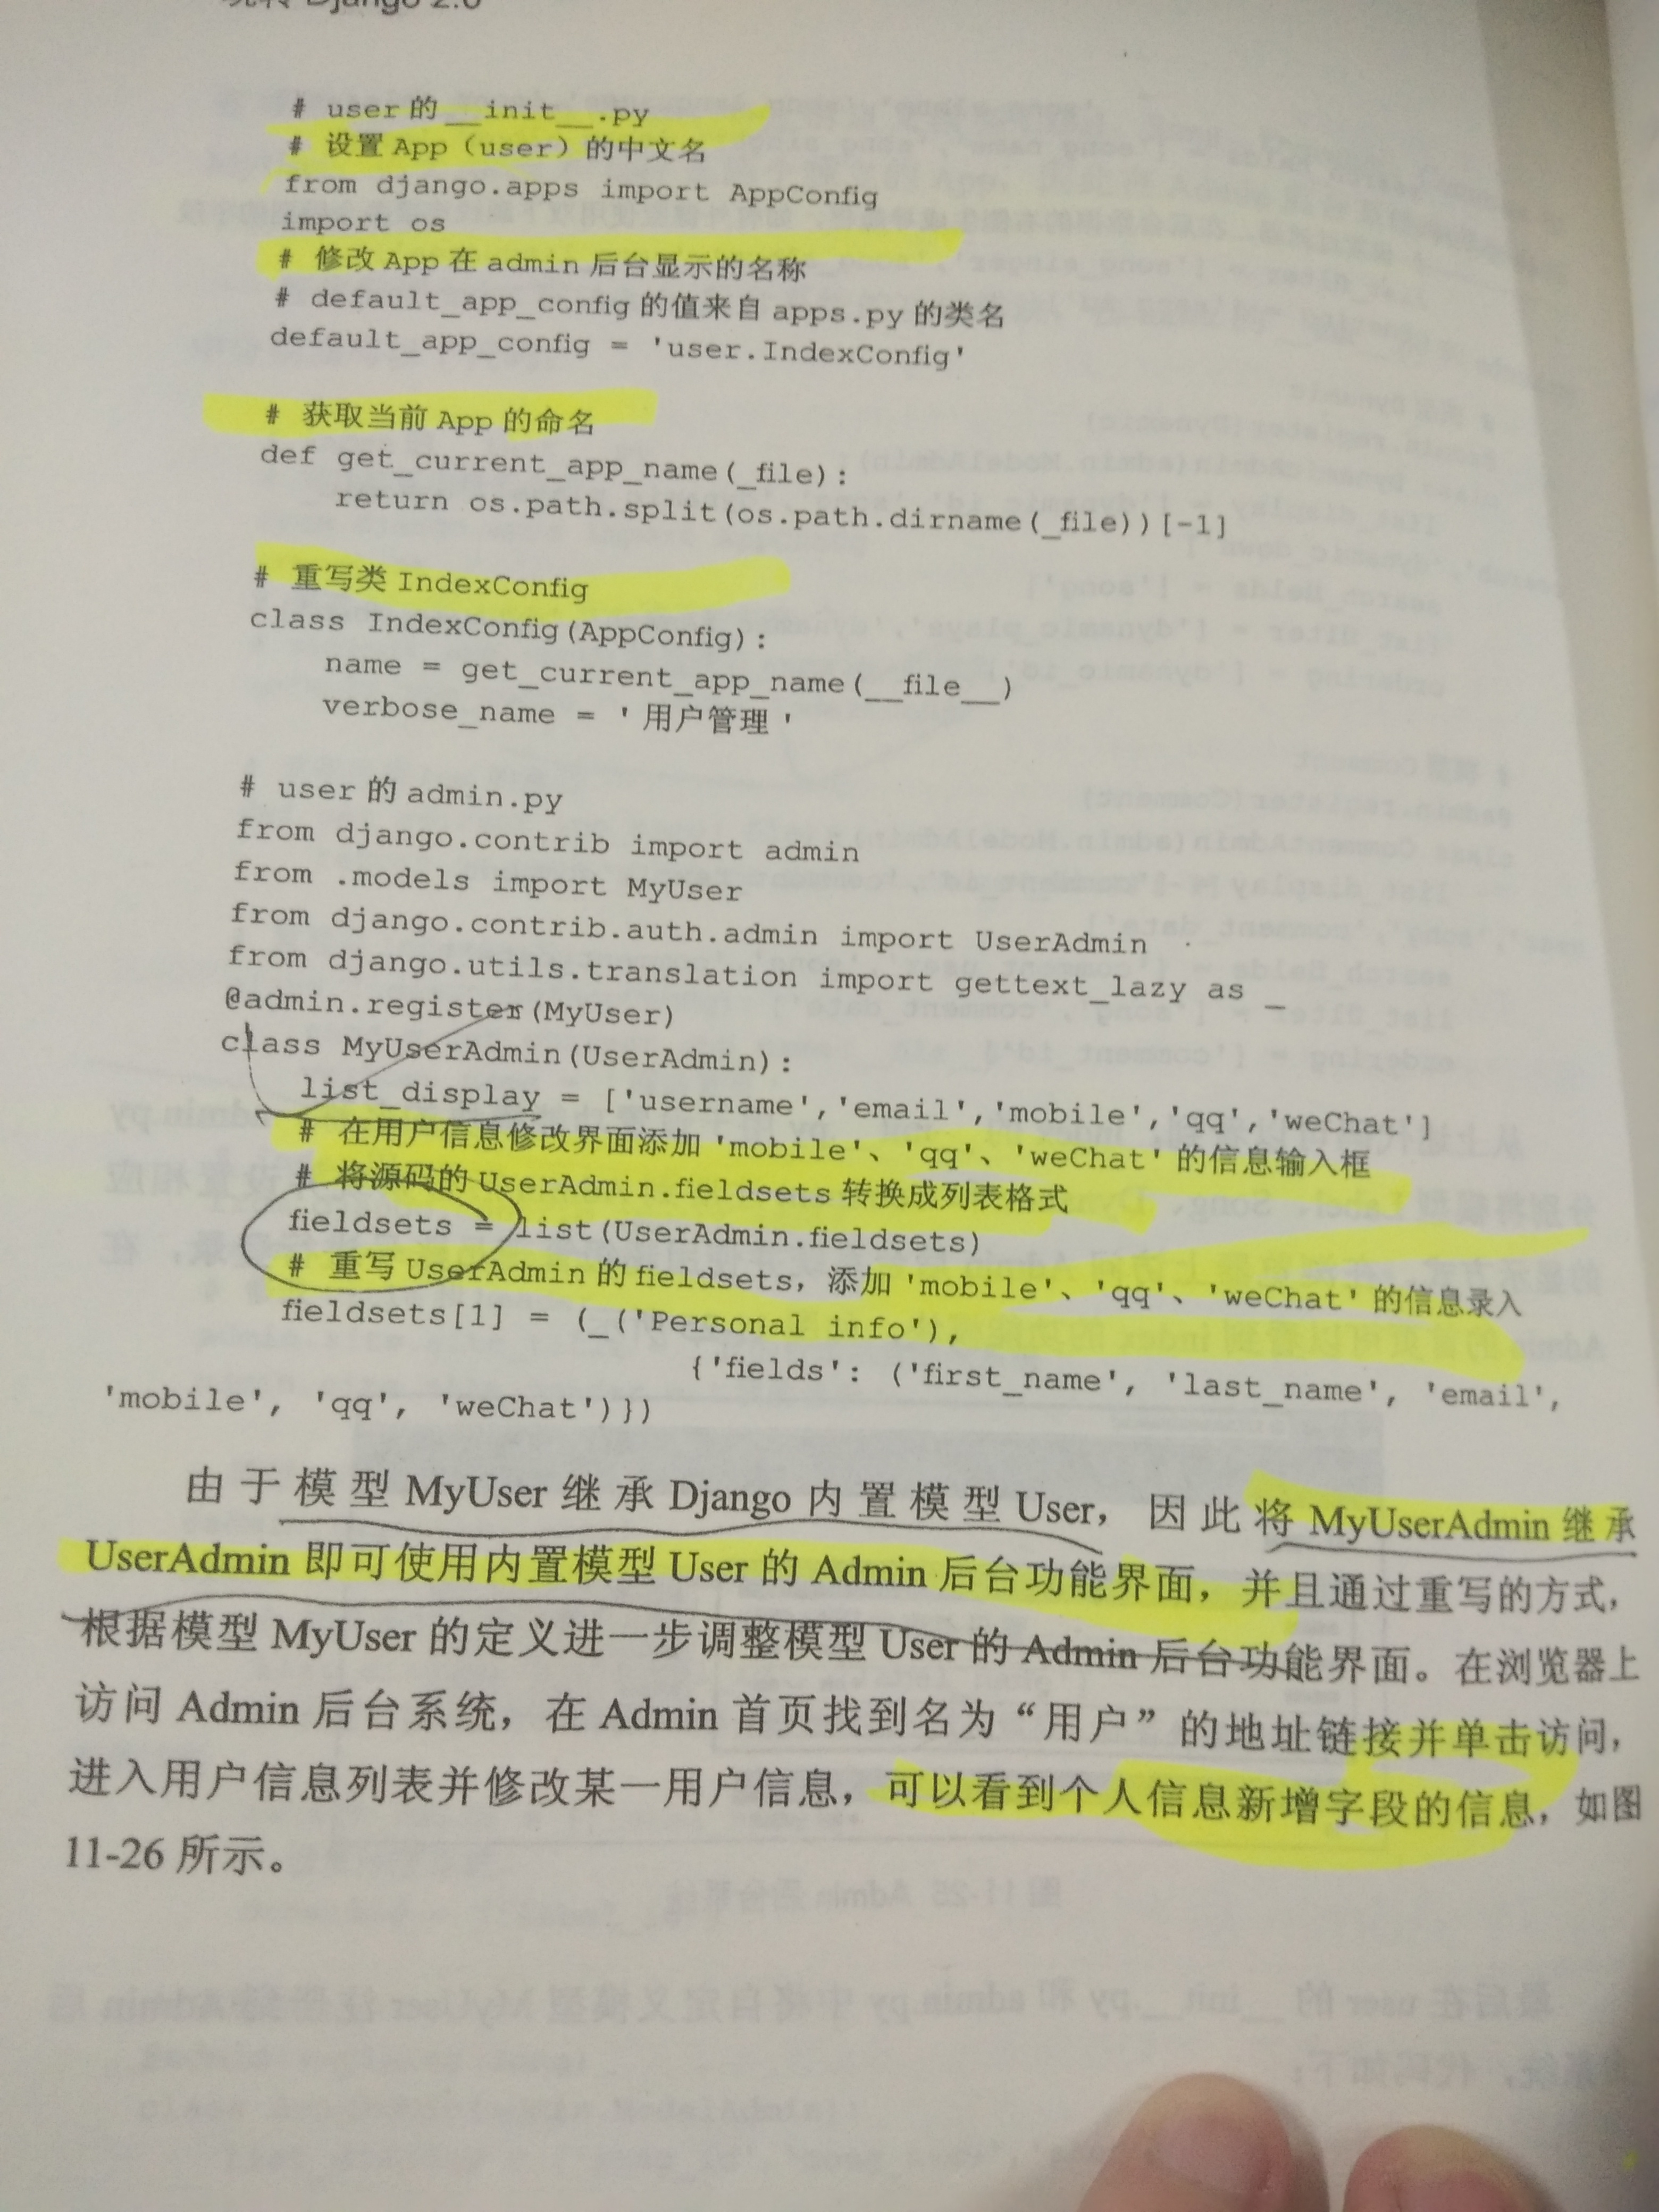 Django 2.0
# user 的 __init__.py
# 设置 App（user）的中文名
from django.apps import AppConfig
import os
# 修改 App 在 admin 后台显示的名称
# default_app_config 的值来自 apps.py 的类名
default_app_config = 'user.IndexConfig'
# 获取当前 App 的命名
def get_current_app_name(_file):
return os.path.split(os.path.dirname(_file))[-1]
# 重写类 IndexConfig
class IndexConfig(AppConfig):
name = get_current_app_name(__file__)
verbose_name = '用户管理'
# user 的 admin.py
from django.contrib import admin
from .models import MyUser
from django.contrib.auth.admin import UserAdmin
from django.utils.translation import gettext_lazy as _
@admin.register(MyUser)
class MyUserAdmin(UserAdmin):
list_display = ['username','email','mobile','qq','weChat']
# 在用户信息修改界面添加 'mobile'、'qq'、'weChat' 的信息输入框
# 将源码的 UserAdmin.fieldsets 转换成列表格式
fieldsets = list(UserAdmin.fieldsets)
# 重写 UserAdmin 的 fieldsets，添加 'mobile'、'qq'、'weChat' 的信息录入
fieldsets[1] = (_('Personal info'),
{'fields': ('first_name', 'last_name', 'email',
'mobile', 'qq', 'weChat')})
由于模型 MyUser 继承 Django 内置模型 User，因此将 MyUserAdmin 继承
UserAdmin 即可使用内置模型 User 的 Admin 后台功能界面，并且通过重写的方式，
根据模型 MyUser 的定义进一步调整模型 User 的 Admin 后台功能界面。在浏览器上
访问 Admin 后台系统，在 Admin 首页找到名为“用户”的地址链接并单击访问，
进入用户信息列表并修改某一用户信息，可以看到个人信息新增字段的信息，如图
11-26 所示。